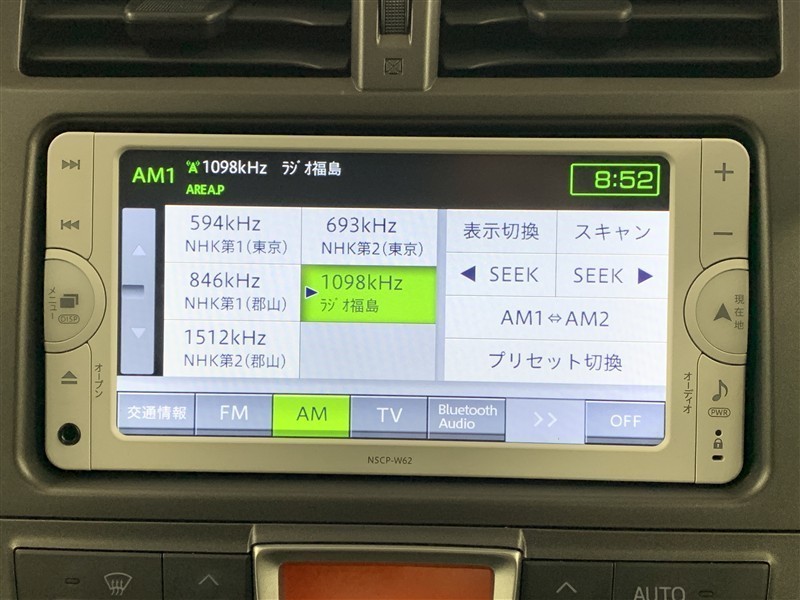 AM1 1098kHz ラジオ福島
AREA.P
8:52
594kHz
NHK第1(東京)
693kHz
NHK第2(東京)
846kHz
NHK第1(郡山)
1098kHz
ラジオ福島
1512kHz
NHK第2(郡山)
表示切換
スキャン
◀ SEEK
SEEK ▶
AM1⇔AM2
プリセット切換
交通情報
FM
AM
TV
Bluetooth
Audio
>>
OFF
メニュー
DISP
オープン
現在地
オーディオ
PWR
NSCP-W62
AUTO